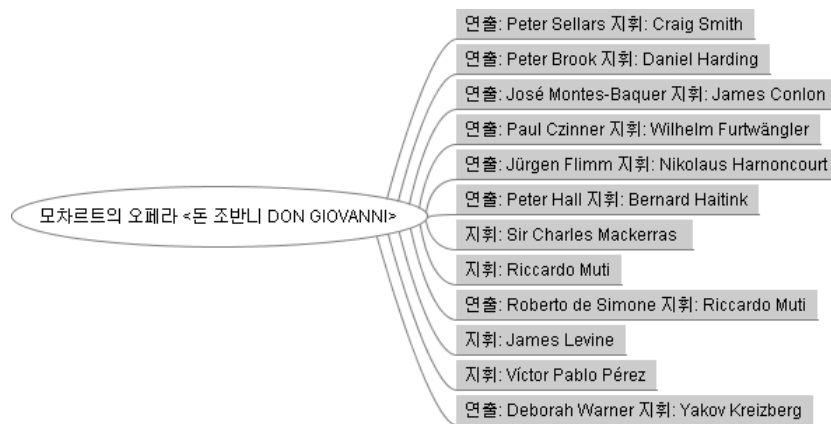 연출: Peter Sellars 지휘: Craig Smith
연출: Peter Brook 지휘: Daniel Harding
연출: José Montes-Baquer 지휘: James Conlon
연출: Paul Czinner 지휘: Wilhelm Furtwängler
연출: Jürgen Flimm 지휘: Nikolaus Harnoncourt
연출: Peter Hall 지휘: Bernard Haitink
모차르트의 오페라 <돈 조반니 DON GIOVANNI>
지휘: Sir Charles Mackerras
지휘: Riccardo Muti
연출: Roberto de Simone 지휘: Riccardo Muti
지휘: James Levine
지휘: Víctor Pablo Pérez
연출: Deborah Warner 지휘: Yakov Kreizberg